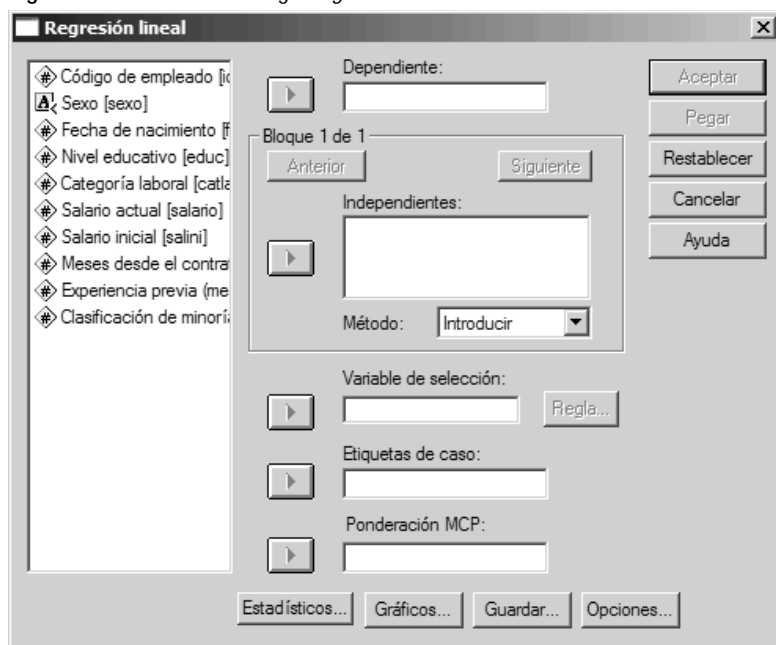 Regresión lineal
Código de empleado [i
Sexo [sexo]
Fecha de nacimiento [f
Nivel educativo [educ]
Categoría laboral [catla
Salario actual [salario]
Salario inicial [salini]
Meses desde el contra
Experiencia previa (me
Clasificación de minorí
Dependiente:
Bloque 1 de 1
Anterior
Siguiente
Independientes:
Método:
Introducir
Variable de selección:
Regla...
Etiquetas de caso:
Ponderación MCP:
Aceptar
Pegar
Restablecer
Cancelar
Ayuda
Estadísticos...
Gráficos...
Guardar...
Opciones...